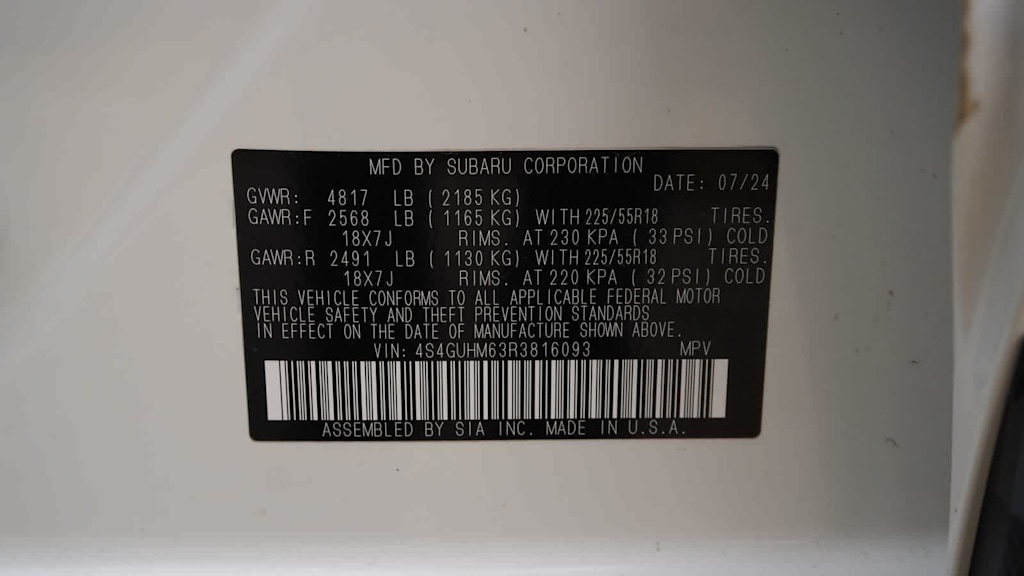 MFD BY SUBARU CORPORATION
DATE: 07/24
GVWR: 4817 LB ( 2185 KG)
GAWR:F 2568 LB ( 1165 KG) WITH 225/55R18 TIRES.
18X7J RIMS. AT 230 KPA ( 33 PSI) COLD
GAWR:R 2491 LB ( 1130 KG) WITH 225/55R18 TIRES.
18X7J RIMS. AT 220 KPA ( 32 PSI) COLD
THIS VEHICLE CONFORMS TO ALL APPLICABLE FEDERAL MOTOR
VEHICLE SAFETY AND THEFT PREVENTION STANDARDS
IN EFFECT ON THE DATE OF MANUFACTURE SHOWN ABOVE.
VIN: 4S4GUHM63R3816093 MPV
ASSEMBLED BY SIA INC. MADE IN U.S.A.